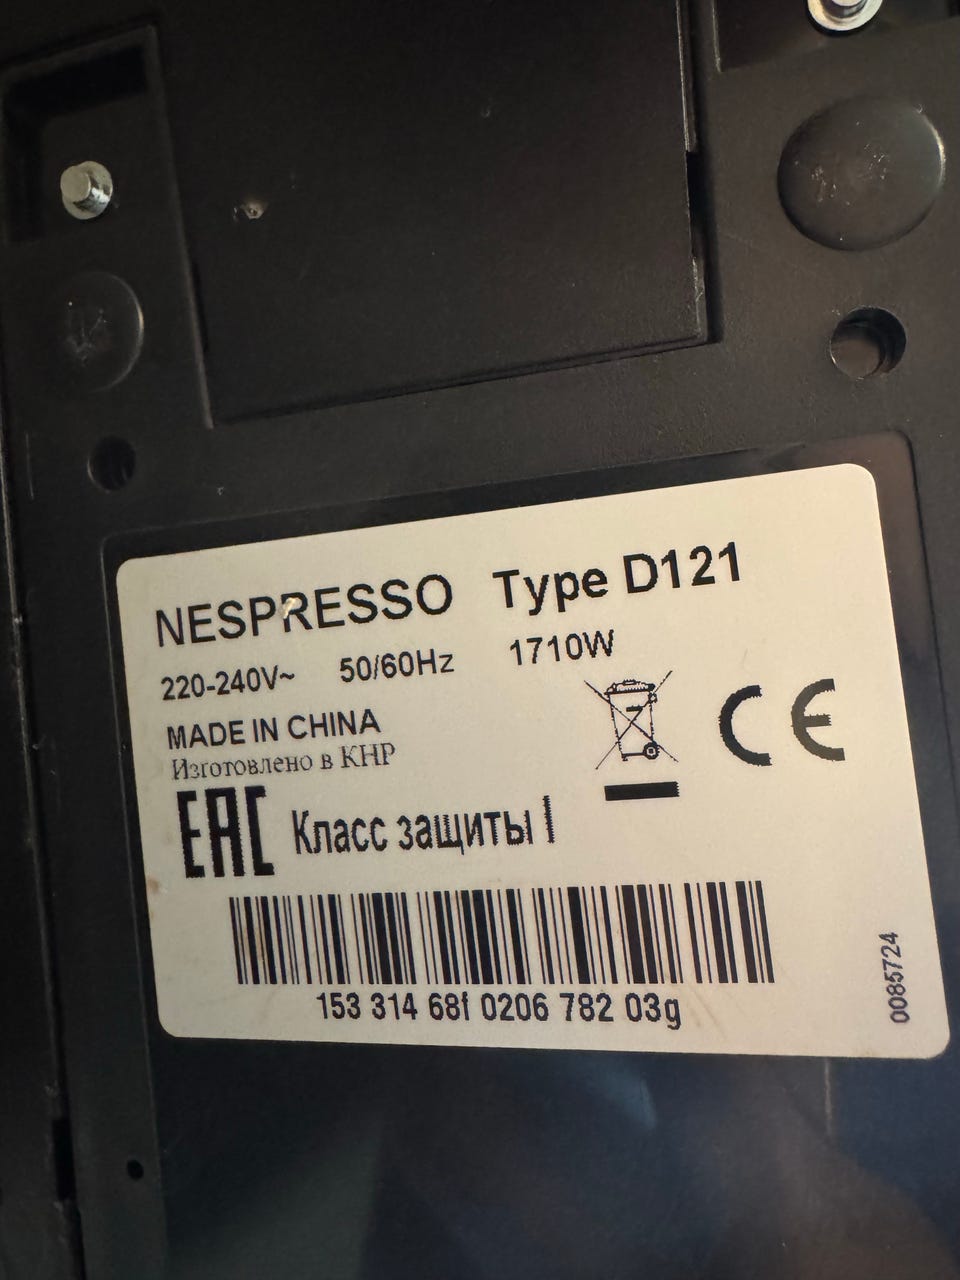 NESPRESSO Type D121
220-240V~ 50/60Hz 1710W
MADE IN CHINA
Изготовлено в КНР
CE
EAC Класс защиты I
153 314 68f 0206 782 03g
0085724